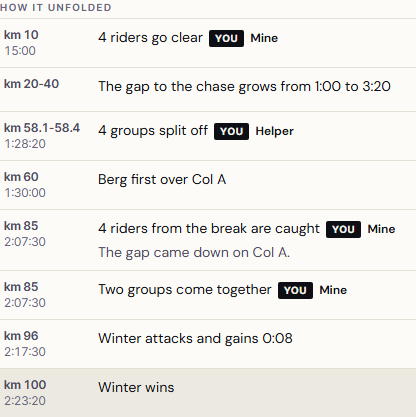 HOW IT UNFOLDED
km 10 4 riders go clear YOU Mine
15:00
km 20-40 The gap to the chase grows from 1:00 to 3:20
km 58.1-58.4 4 groups split off YOU Helper
1:28:20
km 60 Berg first over Col A
1:30:00
km 85 4 riders from the break are caught YOU Mine
2:07:30 The gap came down on Col A.
km 85 Two groups come together YOU Mine
2:07:30
km 96 Winter attacks and gains 0:08
2:17:30
km 100 Winter wins
2:23:20